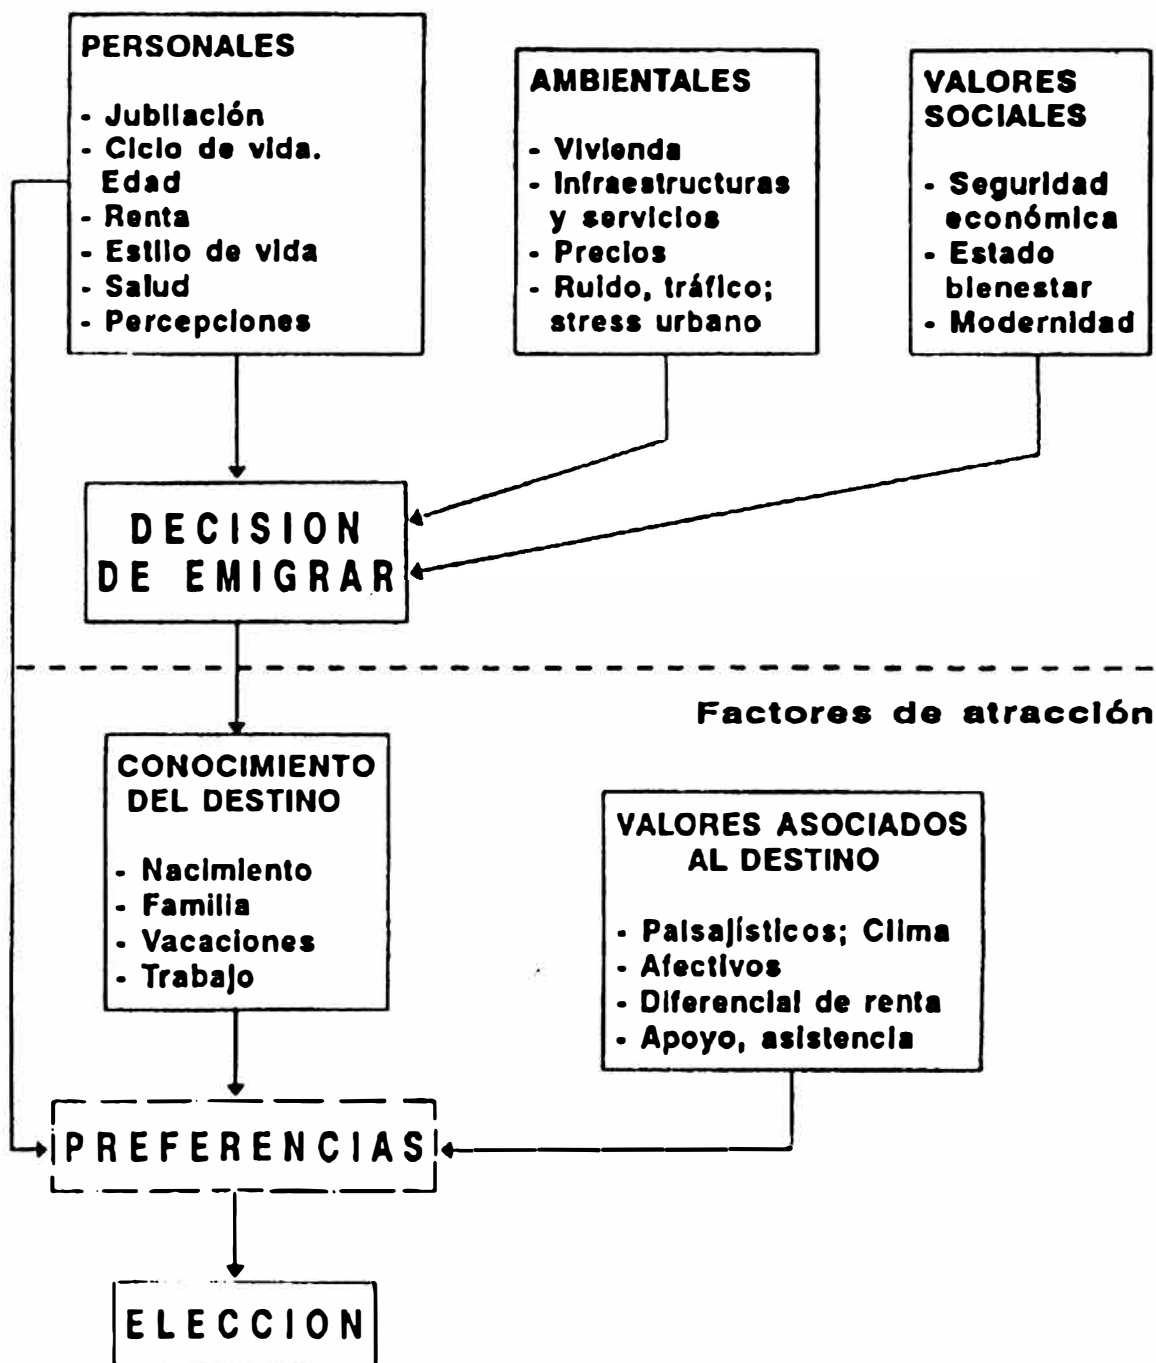 PERSONALES
- Jubilación
- Ciclo de vida.
Edad
- Renta
- Estilo de vida
- Salud
- Percepciones
AMBIENTALES
- Vivienda
- Infraestructuras
y servicios
- Precios
- Ruido, tráfico;
stress urbano
VALORES
SOCIALES
- Seguridad
económica
- Estado
bienestar
- Modernidad
DECISION
DE EMIGRAR
Factores de atracción
CONOCIMIENTO
DEL DESTINO
- Nacimiento
- Familia
- Vacaciones
- Trabajo
VALORES ASOCIADOS
AL DESTINO
- Paisajísticos; Clima
- Afectivos
- Diferencial de renta
- Apoyo, asistencia
PREFERENCIAS
ELECCION